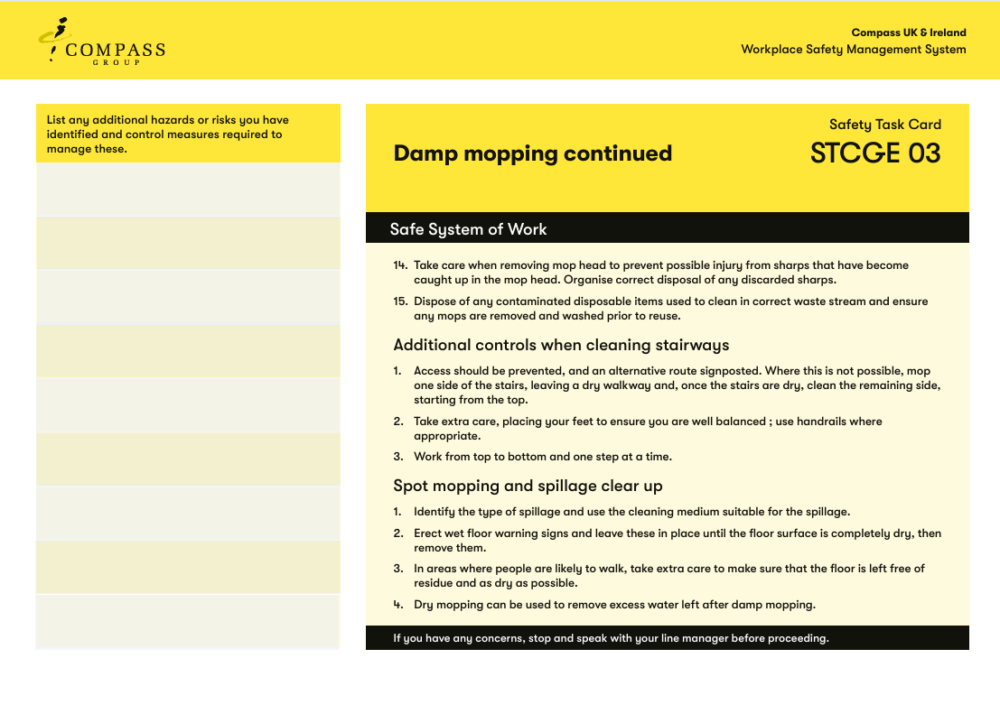 COMPASS
GROUP
Compass UK & Ireland
Workplace Safety Management System
List any additional hazards or risks you have
identified and control measures required to
manage these.
Damp mopping continued
Safety Task Card
STCGE 03
Safe System of Work
14. Take care when removing mop head to prevent possible injury from sharps that have become
caught up in the mop head. Organise correct disposal of any discarded sharps.
15. Dispose of any contaminated disposable items used to clean in correct waste stream and ensure
any mops are removed and washed prior to reuse.
Additional controls when cleaning stairways
1. Access should be prevented, and an alternative route signposted. Where this is not possible, mop
one side of the stairs, leaving a dry walkway and, once the stairs are dry, clean the remaining side,
starting from the top.
2. Take extra care, placing your feet to ensure you are well balanced ; use handrails where
appropriate.
3. Work from top to bottom and one step at a time.
Spot mopping and spillage clear up
1. Identify the type of spillage and use the cleaning medium suitable for the spillage.
2. Erect wet floor warning signs and leave these in place until the floor surface is completely dry, then
remove them.
3. In areas where people are likely to walk, take extra care to make sure that the floor is left free of
residue and as dry as possible.
4. Dry mopping can be used to remove excess water left after damp mopping.
If you have any concerns, stop and speak with your line manager before proceeding.